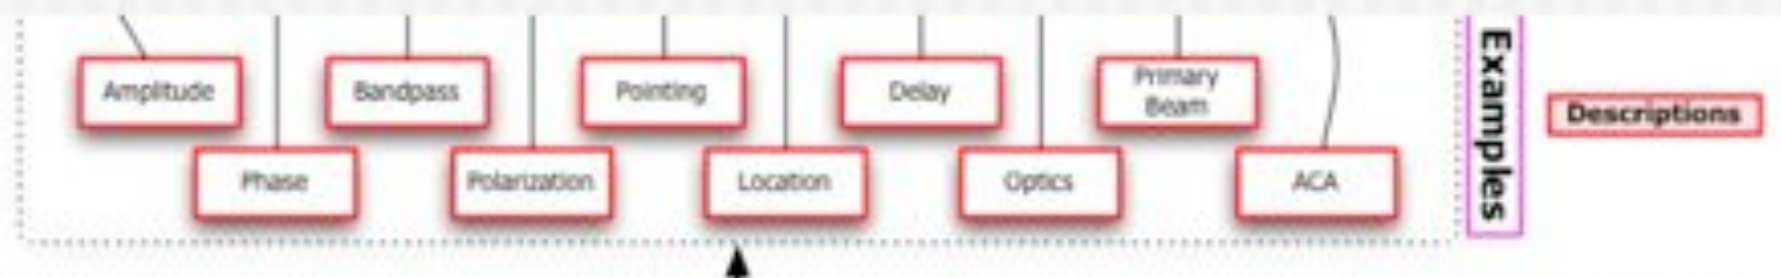 Amplitude
Bandpass
Pointing
Delay
Primary
Beam
Phase
Polarization
Location
Optics
ACA
Examples
Descriptions